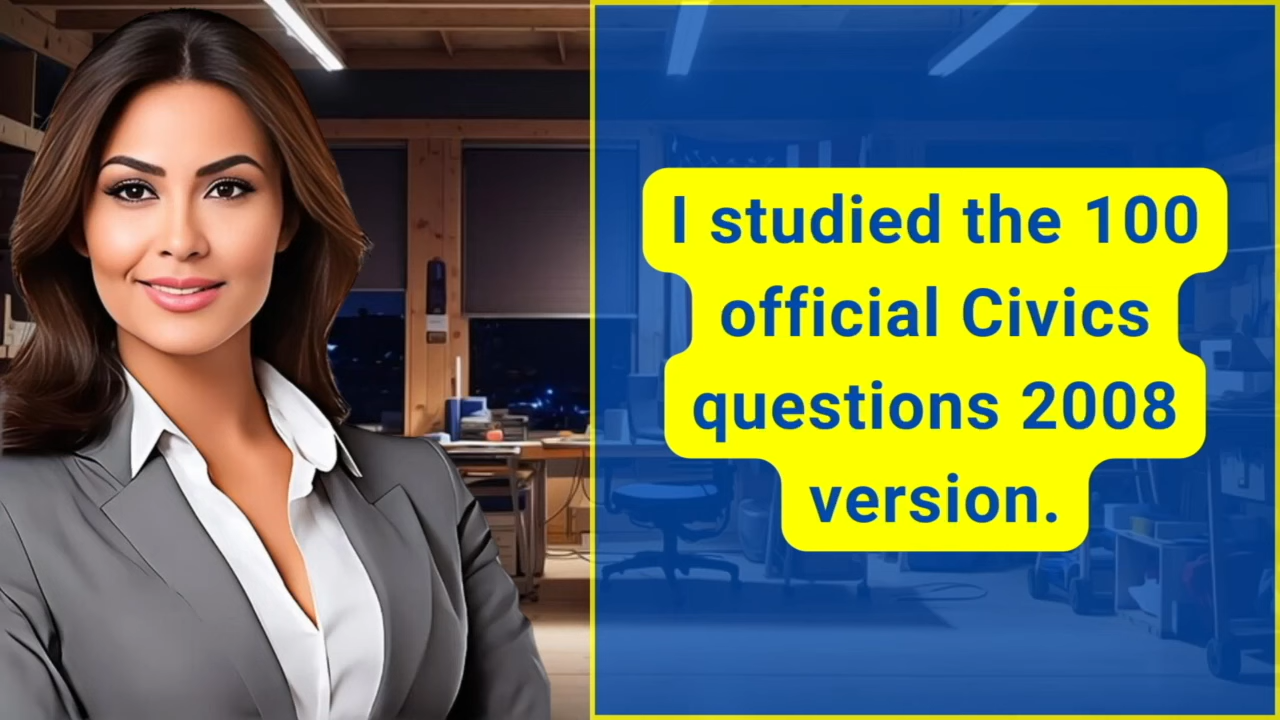 I studied the 100
official Civics
questions 2008
version.